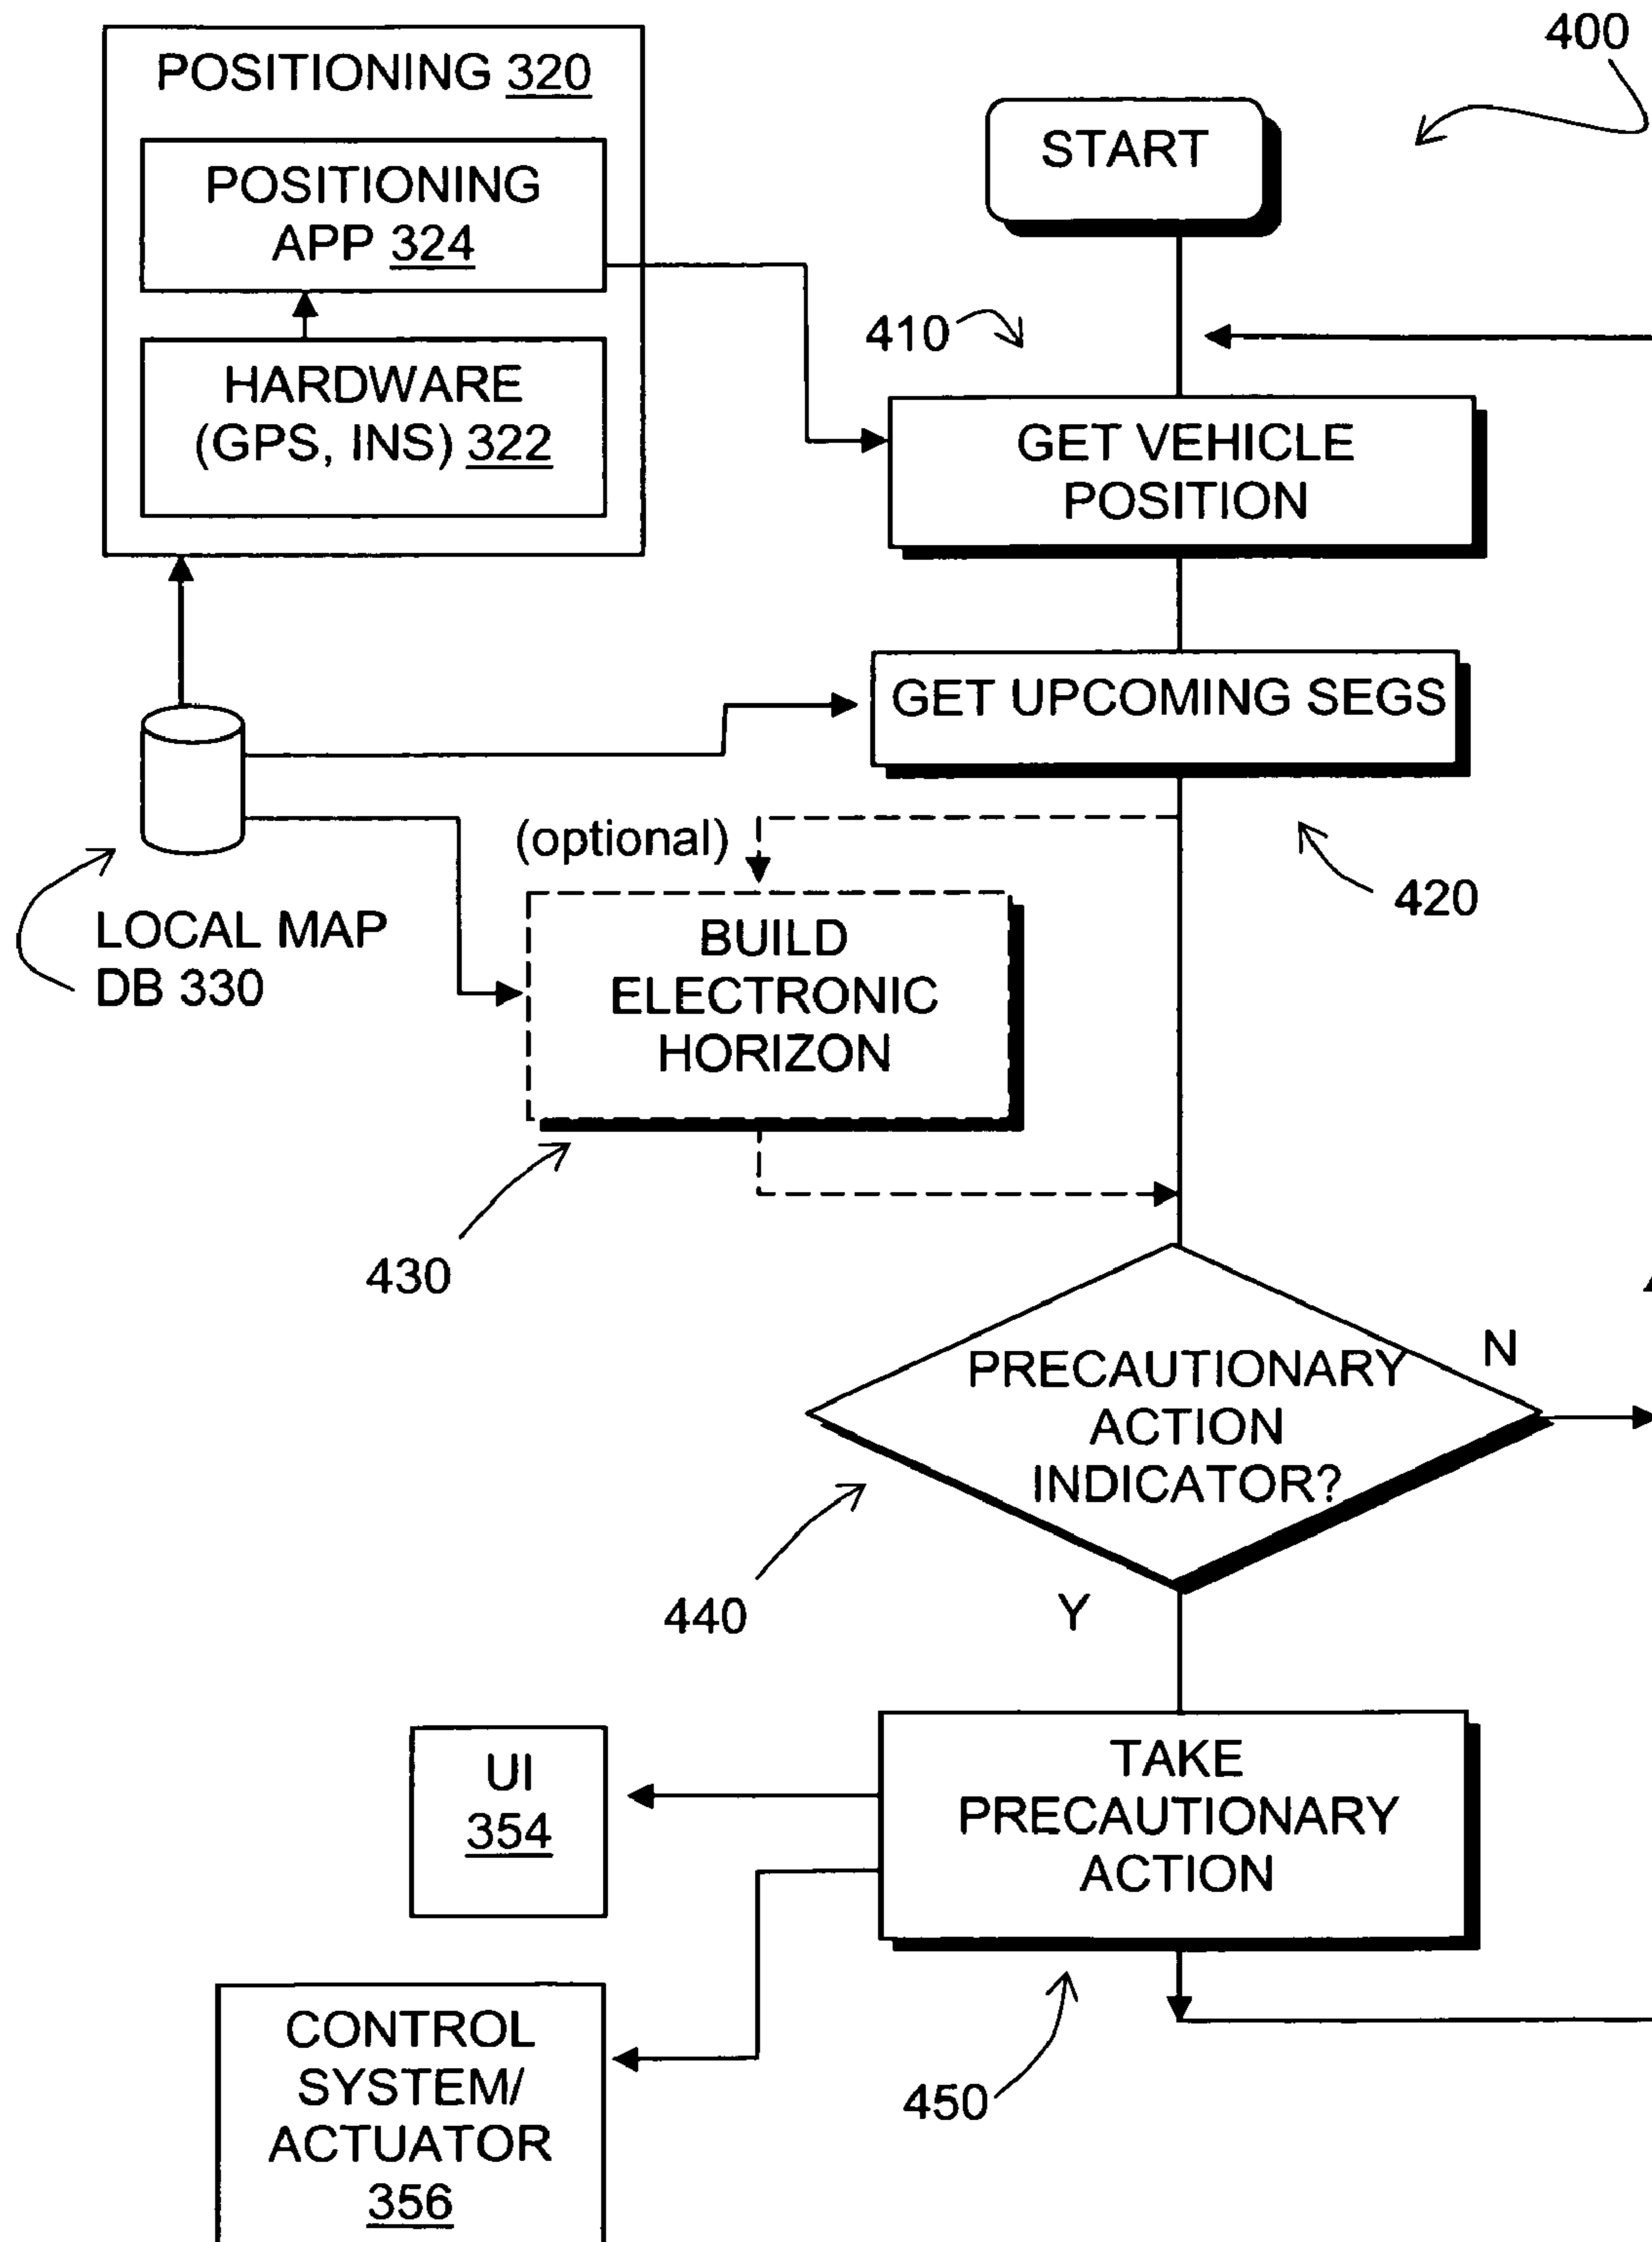 400
POSITIONING 320
POSITIONING
APP 324
HARDWARE
(GPS, INS) 322
START
410
GET VEHICLE
POSITION
GET UPCOMING SEGS
420
LOCAL MAP
DB 330
(optional)
BUILD
ELECTRONIC
HORIZON
430
PRECAUTIONARY
ACTION
INDICATOR?
N
440
Y
TAKE
PRECAUTIONARY
ACTION
450
UI
354
CONTROL
SYSTEM/
ACTUATOR
356